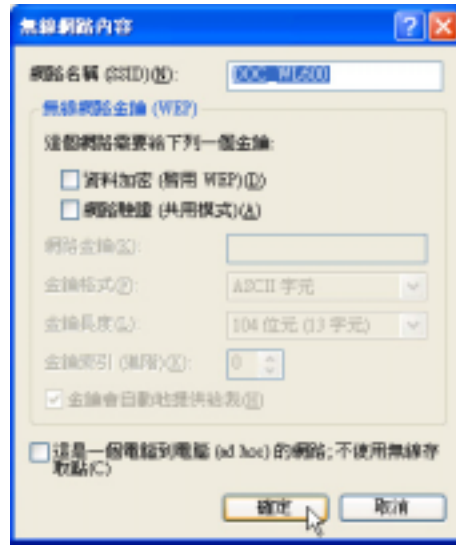 無線網路內容
網路名稱 (SSID)(N): DOC_WL600
無線網路金鑰 (WEP)
這個網路需要給下列一個金鑰:
資料加密 (啓用 WEP)(D)
網路驗證 (共用模式)(A)
網路金鑰(K):
金鑰格式(F): ASCII 字元
金鑰長度(L): 104 位元 (13 字元)
金鑰索引 (進階)(X): 0
金鑰會自動地提供給我(H)
這是一個電腦到電腦 (ad hoc) 的網路; 不使用無線存
取點(C)
確定 取消